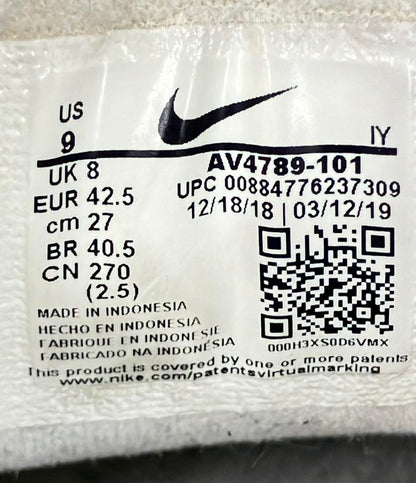 US
9
IY
UK 8
EUR 42.5
cm 27
BR 40.5
CN 270
(2.5)
AV4789-101
UPC 00884776237309
12/18/18 | 03/12/19
000H3XS0D6VMX
MADE IN INDONESIA
HECHO EN INDONESIA
FABRIQUE EN INDONESIE
FABRICADO NA INDONÉSIA
This product is covered by one or more patents
www.nike.com/patentsvirtualmarking